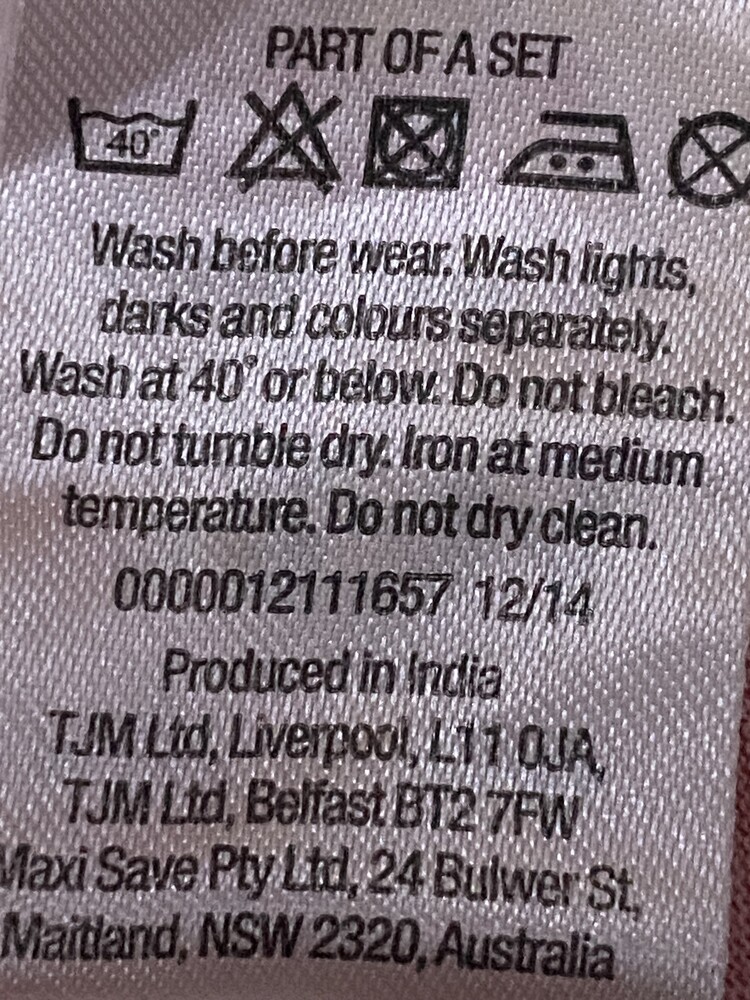 PART OF A SET
40°
Wash before wear. Wash lights,
darks and colours separately.
Wash at 40° or below. Do not bleach.
Do not tumble dry. Iron at medium
temperature. Do not dry clean.
0000012111657 12/14
Produced in India
TJM Ltd, Liverpool, L11 0JA,
TJM Ltd, Belfast BT2 7FW
Maxi Save Pty Ltd, 24 Bulwer St,
Maitland, NSW 2320, Australia